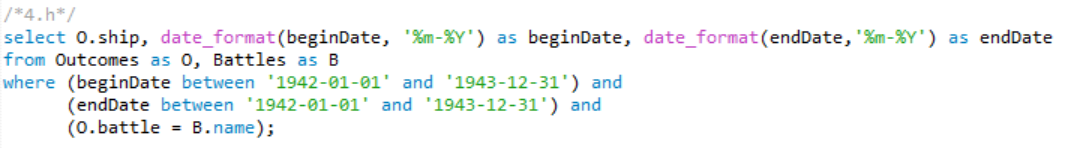 /*4.h*/
select O.ship, date_format(beginDate, '%m-%Y') as beginDate, date_format(endDate,'%m-%Y') as endDate
from Outcomes as O, Battles as B
where (beginDate between '1942-01-01' and '1943-12-31') and
(endDate between '1942-01-01' and '1943-12-31') and
(O.battle = B.name);